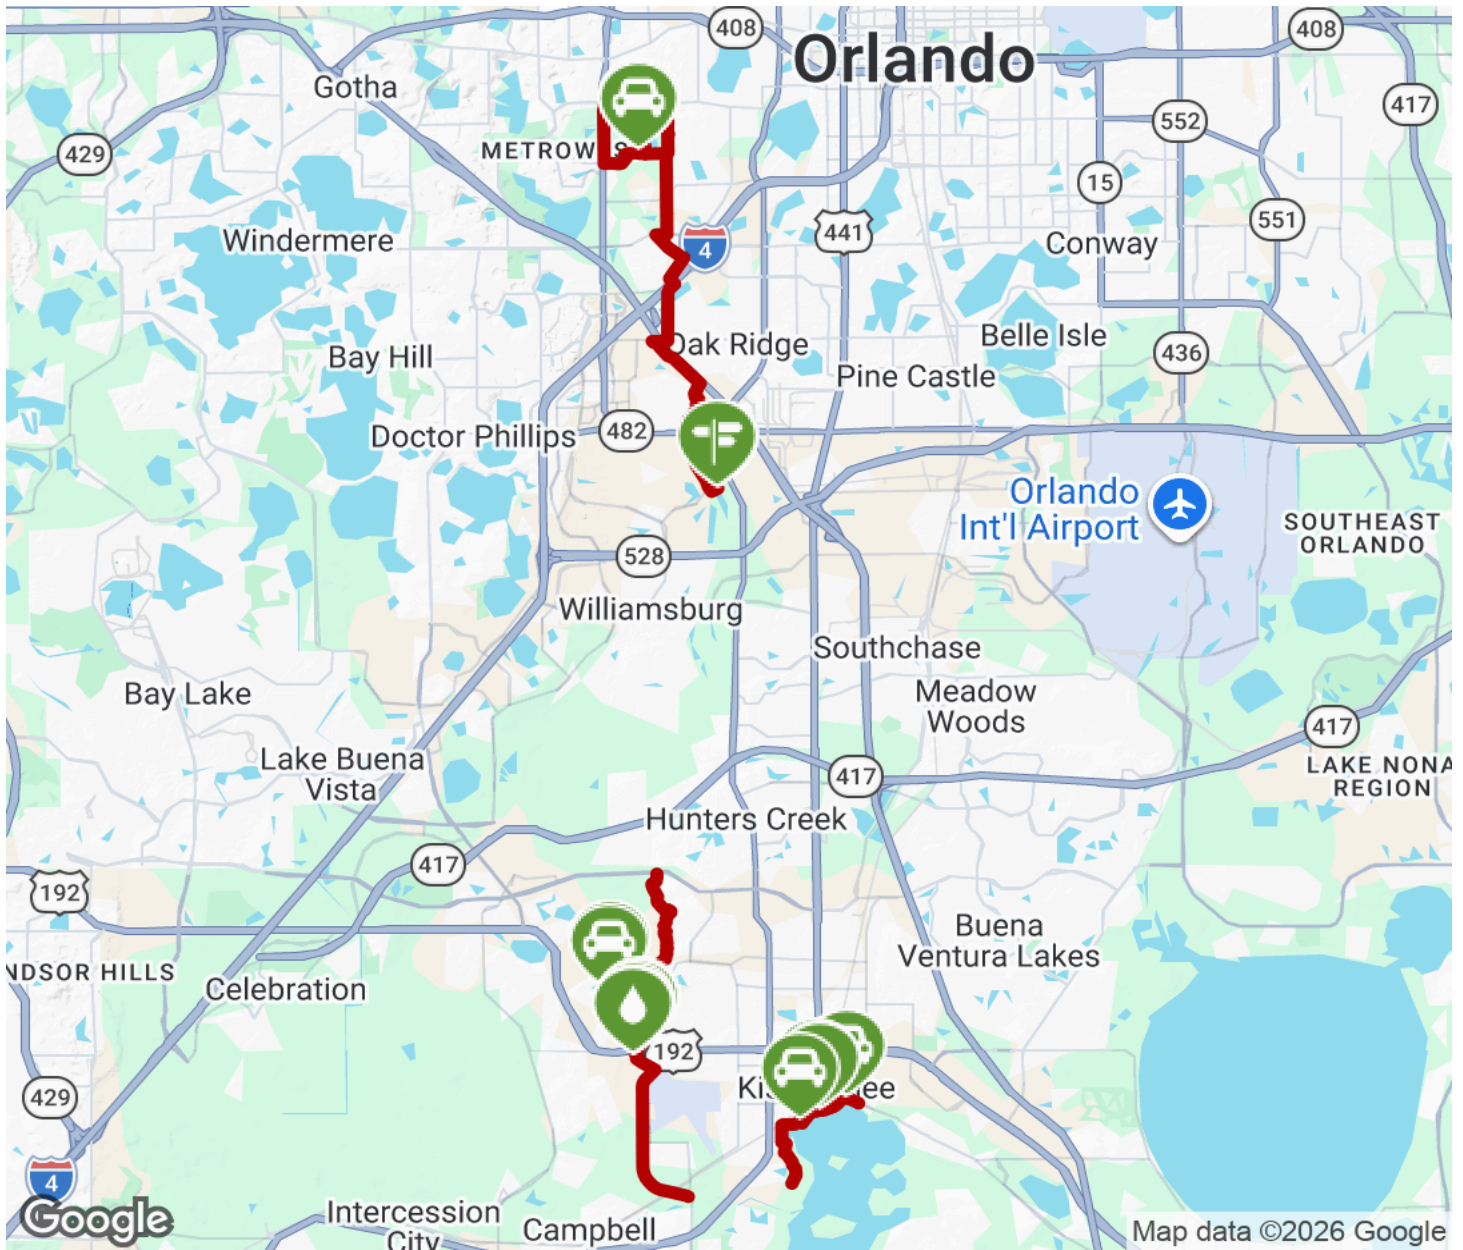 408
Orlando
408
Gotha
417
552
429
METROW
S
15
551
Windermere
441
Conway
4
Belle Isle
Oak Ridge
436
Bay Hill
Pine Castle
Doctor Phillips
482
Orlando
Int'l Airport
SOUTHEAST
ORLANDO
528
Williamsburg
Southchase
Bay Lake
Meadow
Woods
417
Lake Buena
Vista
417
LAKE NONA
REGION
Hunters Creek
417
192
Buena
Ventura Lakes
NDSOR HILLS
Celebration
192
Ki
ee
429
4
Intercession
City
Campbell
Google
Map data ©2026 Google